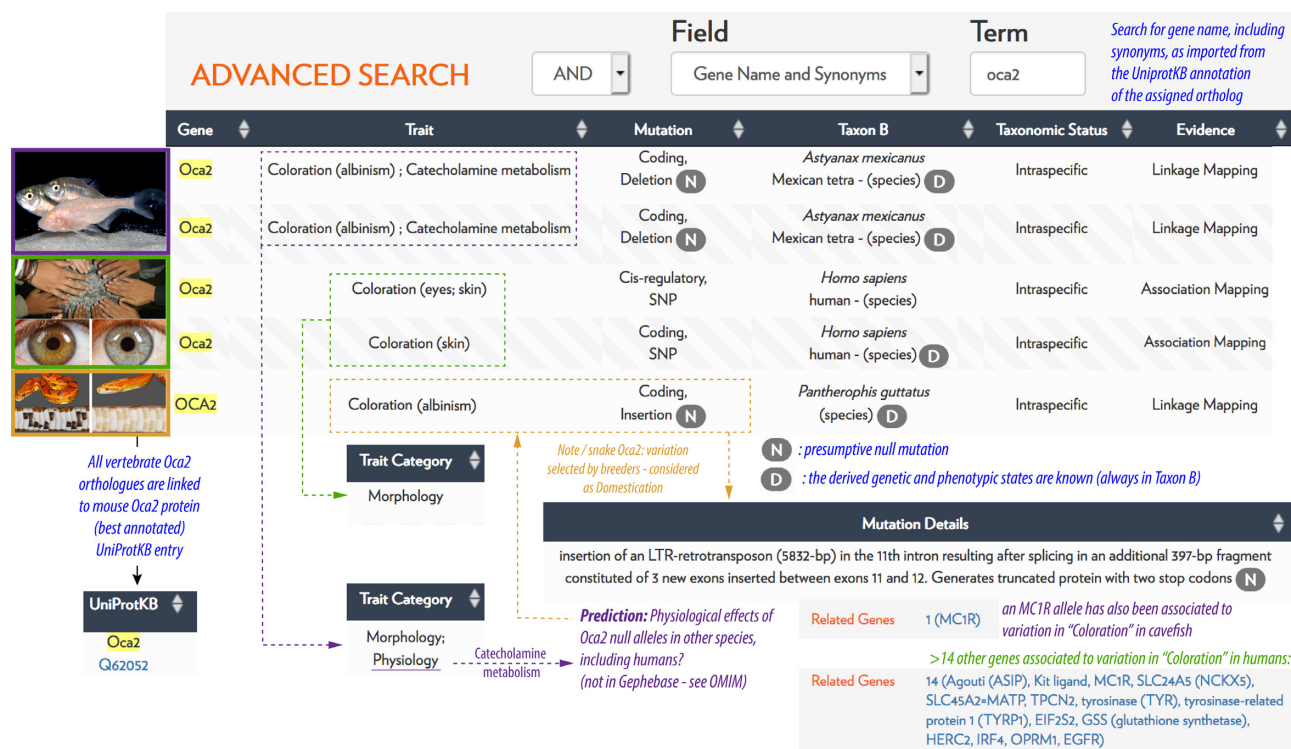 Field
Term
ADVANCED SEARCH
AND
Gene Name and Synonyms
oca2
Search for gene name, including
synonyms, as imported from
the UniprotKB annotation
of the assigned ortholog
Gene
Trait
Mutation
Taxon B
Taxonomic Status
Evidence
Oca2
Coloration (albinism) ; Catecholamine metabolism
Coding,
Deletion N
Astyanax mexicanus
Mexican tetra - (species) D
Intraspecific
Linkage Mapping
Oca2
Coloration (albinism) ; Catecholamine metabolism
Coding,
Deletion N
Astyanax mexicanus
Mexican tetra - (species) D
Intraspecific
Linkage Mapping
Oca2
Coloration (eyes; skin)
Cis-regulatory,
SNP
Homo sapiens
human - (species)
Intraspecific
Association Mapping
Oca2
Coloration (skin)
Coding,
SNP
Homo sapiens
human - (species) D
Intraspecific
Association Mapping
OCA2
Coloration (albinism)
Coding,
Insertion N
Pantherophis guttatus
(species) D
Intraspecific
Linkage Mapping
All vertebrate Oca2
orthologues are linked
to mouse Oca2 protein
(best annotated)
UniProtKB entry
UniProtKB
Oca2
Q62052
Trait Category
Morphology
Note / snake Oca2: variation
selected by breeders - considered
as Domestication
N : presumptive null mutation
D : the derived genetic and phenotypic states are known (always in Taxon B)
Mutation Details
insertion of an LTR-retrotransposon (5832-bp) in the 11th intron resulting after splicing in an additional 397-bp fragment
constituted of 3 new exons inserted between exons 11 and 12. Generates truncated protein with two stop codons N
Trait Category
Morphology;
Physiology
Catecholamine
metabolism
Prediction: Physiological effects of
Oca2 null alleles in other species,
including humans?
(not in Gephebase - see OMIM)
Related Genes
1 (MC1R)
an MC1R allele has also been associated to
variation in "Coloration" in cavefish
>14 other genes associated to variation in "Coloration" in humans:
Related Genes
14 (Agouti (ASIP), Kit ligand, MC1R, SLC24A5 (NCKX5),
SLC45A2=MATP, TPCN2, tyrosinase (TYR), tyrosinase-related
protein 1 (TYRP1), EIF2S2, GSS (glutathione synthetase),
HERC2, IRF4, OPRM1, EGFR)